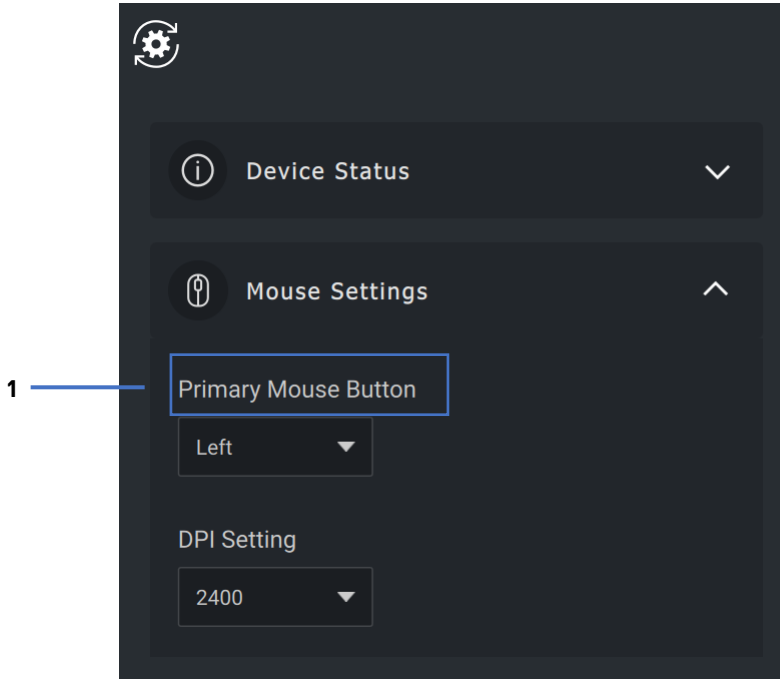 Device Status
Mouse Settings
1
Primary Mouse Button
Left
DPI Setting
2400